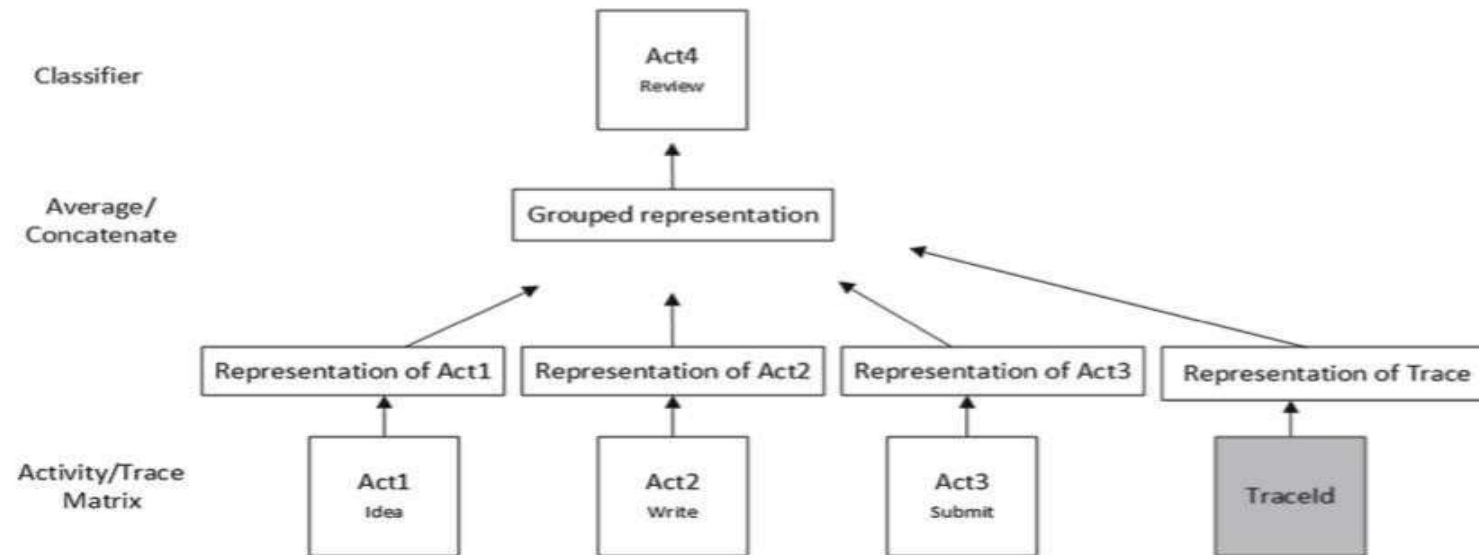 Classifier
Act4
Review
Average/
Concatenate
Grouped representation
Representation of Act1
Representation of Act2
Representation of Act3
Representation of Trace
Activity/Trace
Matrix
Act1
Idea
Act2
Write
Act3
Submit
TraceId